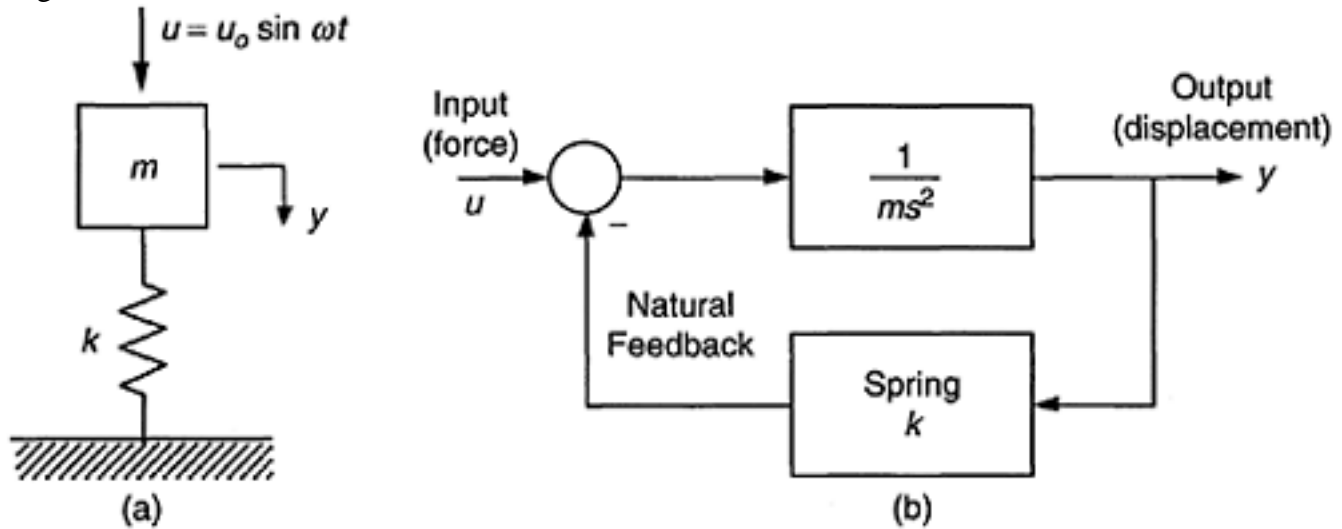 u = u_o sin ωt
m
y
k
(a)
Input
(force)
u
−
1
ms²
Output
(displacement)
y
Natural
Feedback
Spring
k
(b)